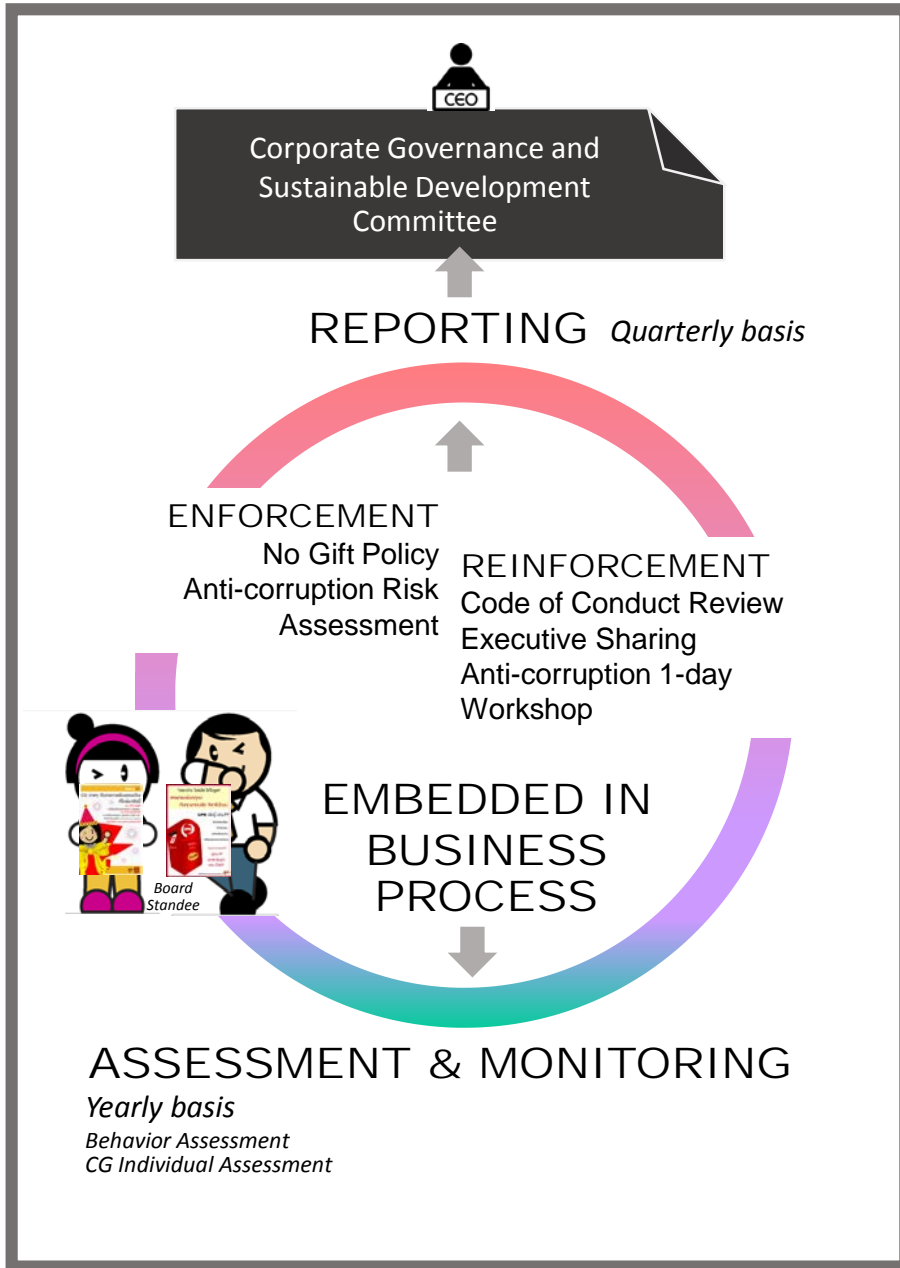 CEO
Corporate Governance and
Sustainable Development
Committee
REPORTING Quarterly basis
ENFORCEMENT
No Gift Policy
Anti-corruption Risk
Assessment
REINFORCEMENT
Code of Conduct Review
Executive Sharing
Anti-corruption 1-day
Workshop
EMBEDDED IN
BUSINESS
PROCESS
Board
Standee
ASSESSMENT & MONITORING
Yearly basis
Behavior Assessment
CG Individual Assessment